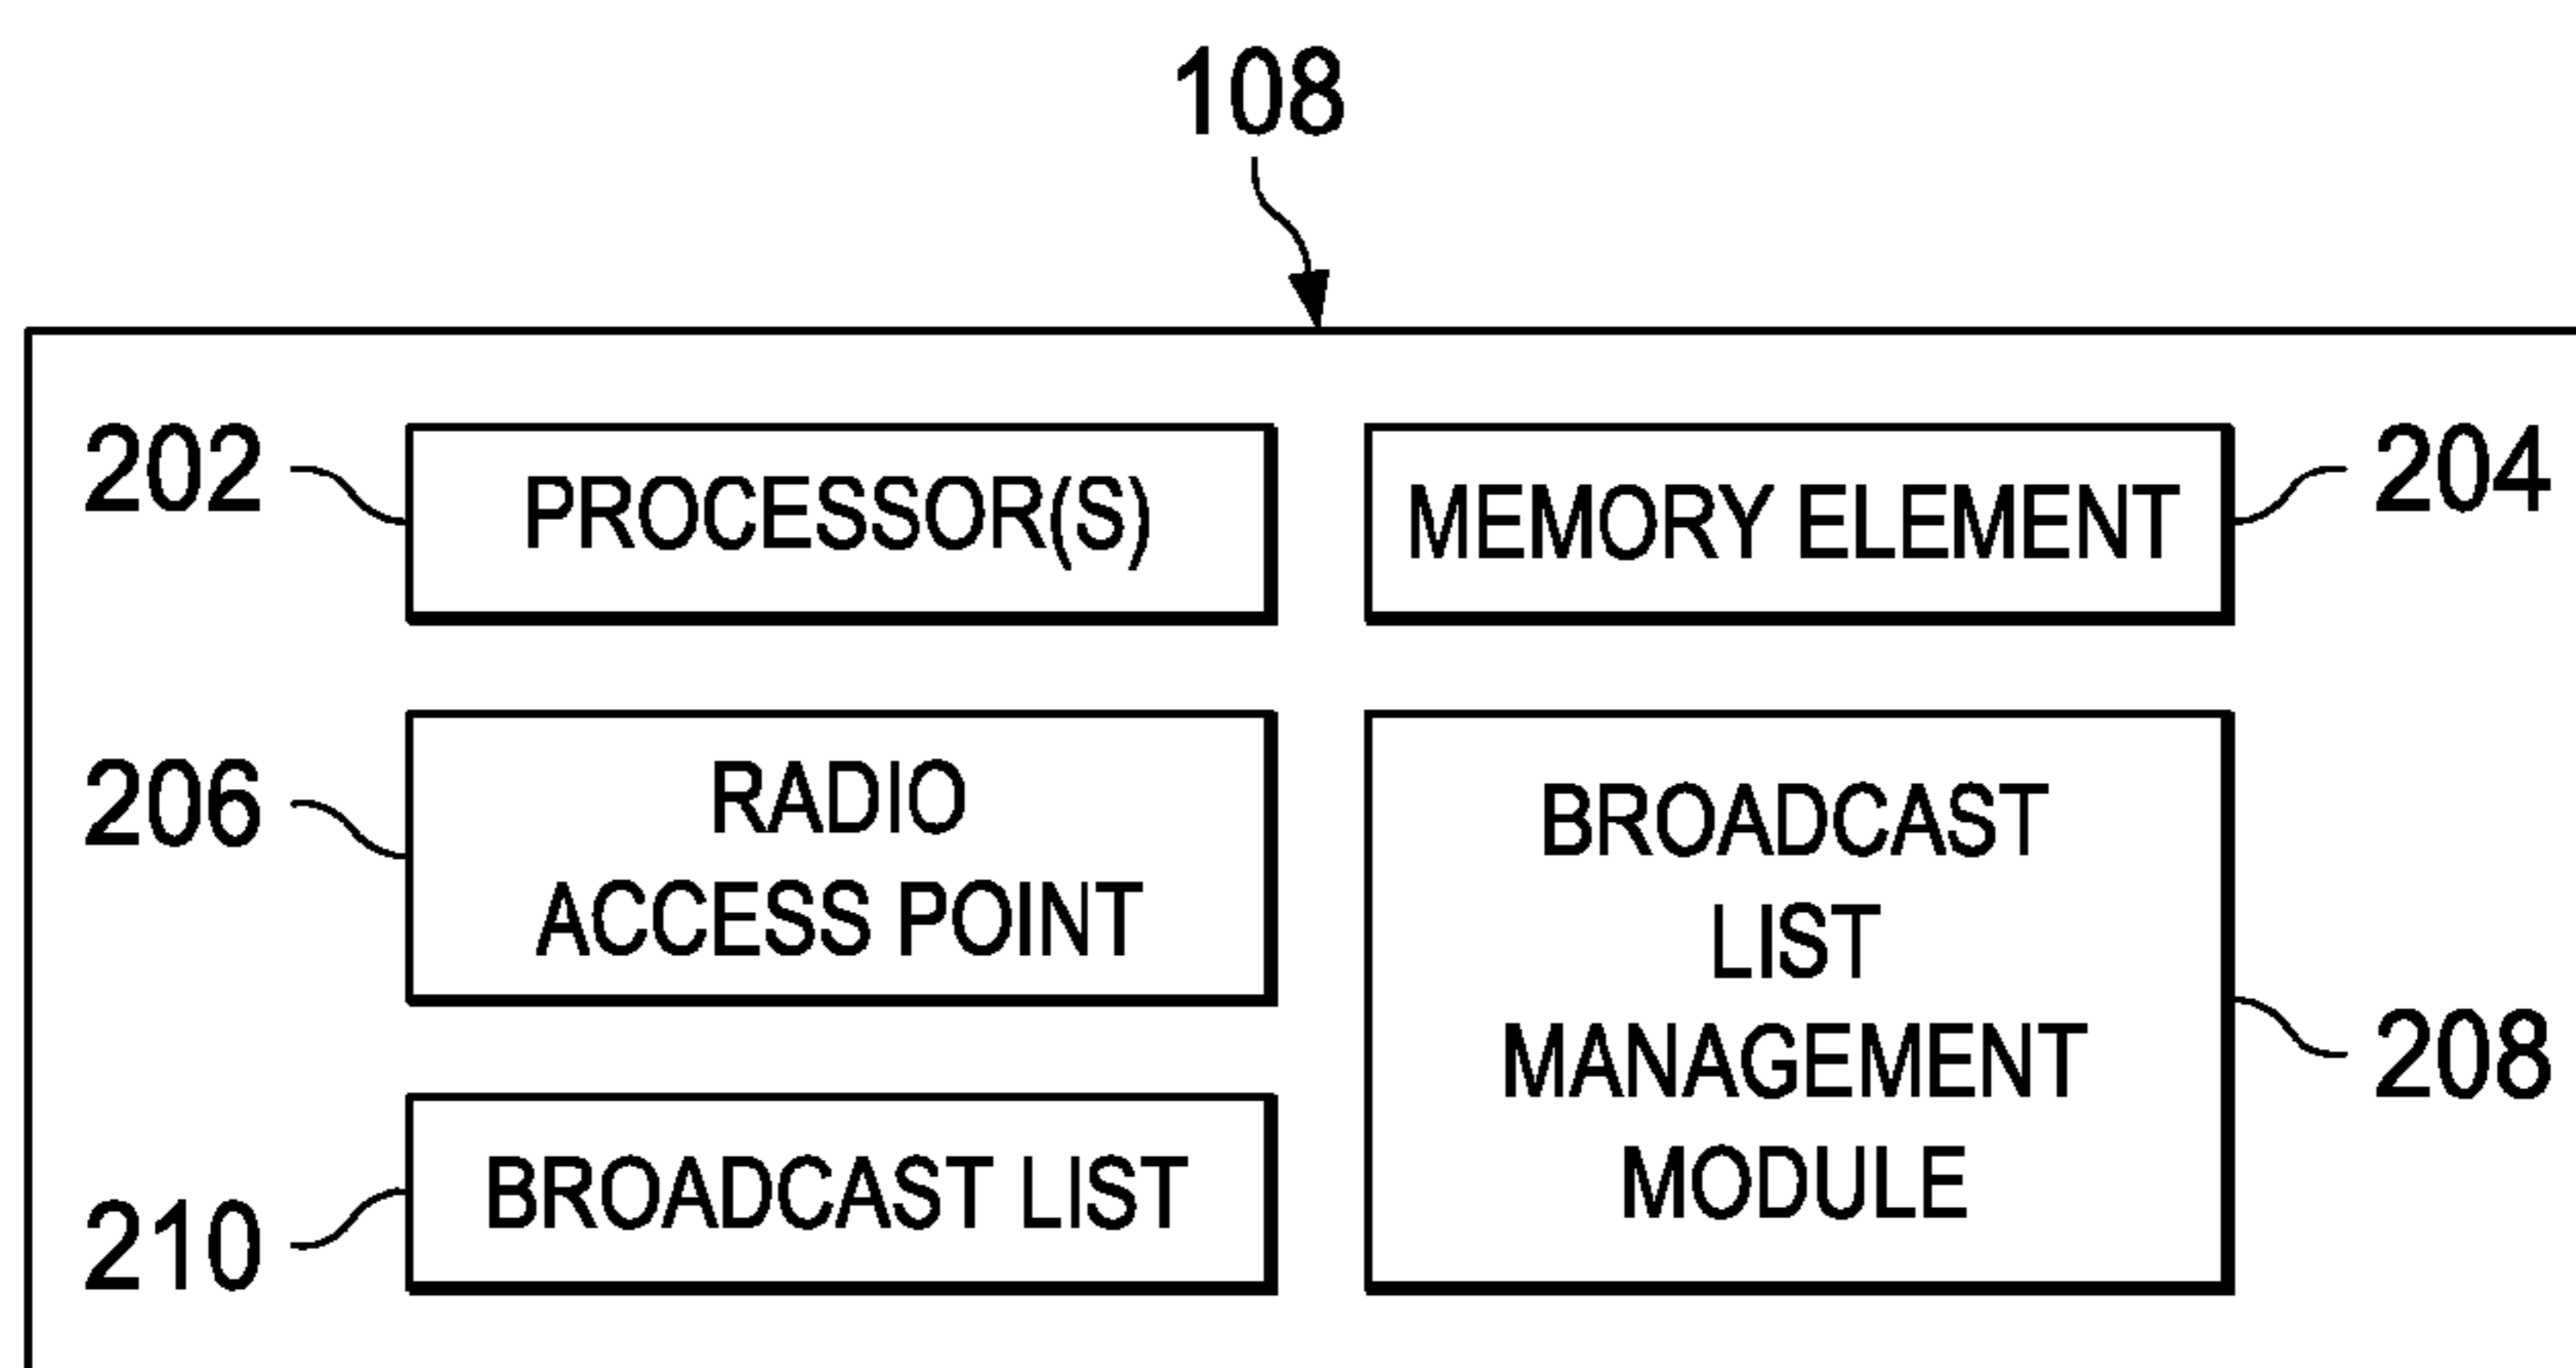 108
202
PROCESSOR(S)
MEMORY ELEMENT
204
206
RADIO
ACCESS POINT
BROADCAST
LIST
MANAGEMENT
MODULE
208
210
BROADCAST LIST